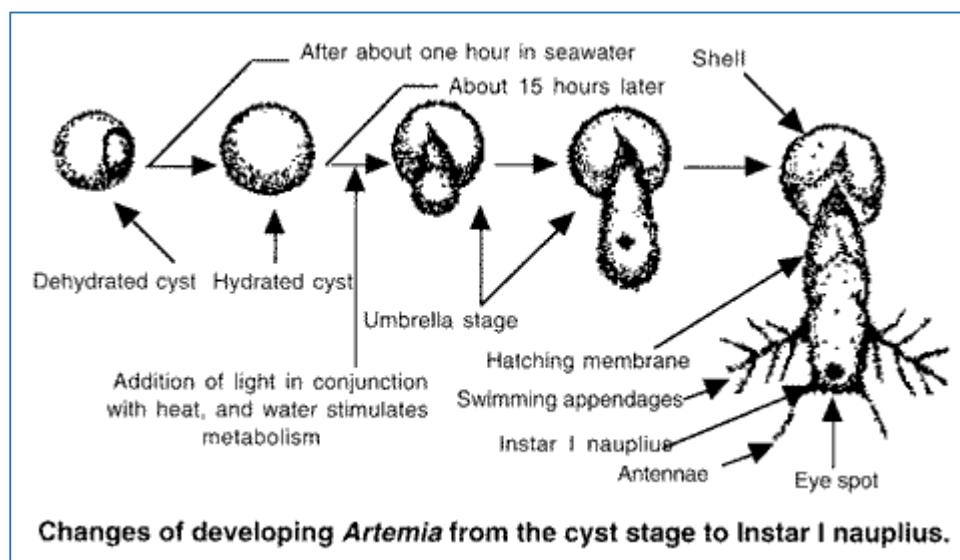 After about one hour in seawater
About 15 hours later
Shell
Dehydrated cyst
Hydrated cyst
Umbrella stage
Addition of light in conjunction
with heat, and water stimulates
metabolism
Hatching membrane
Swimming appendages
Instar I nauplius
Antennae
Eye spot
Changes of developing Artemia from the cyst stage to Instar I nauplius.